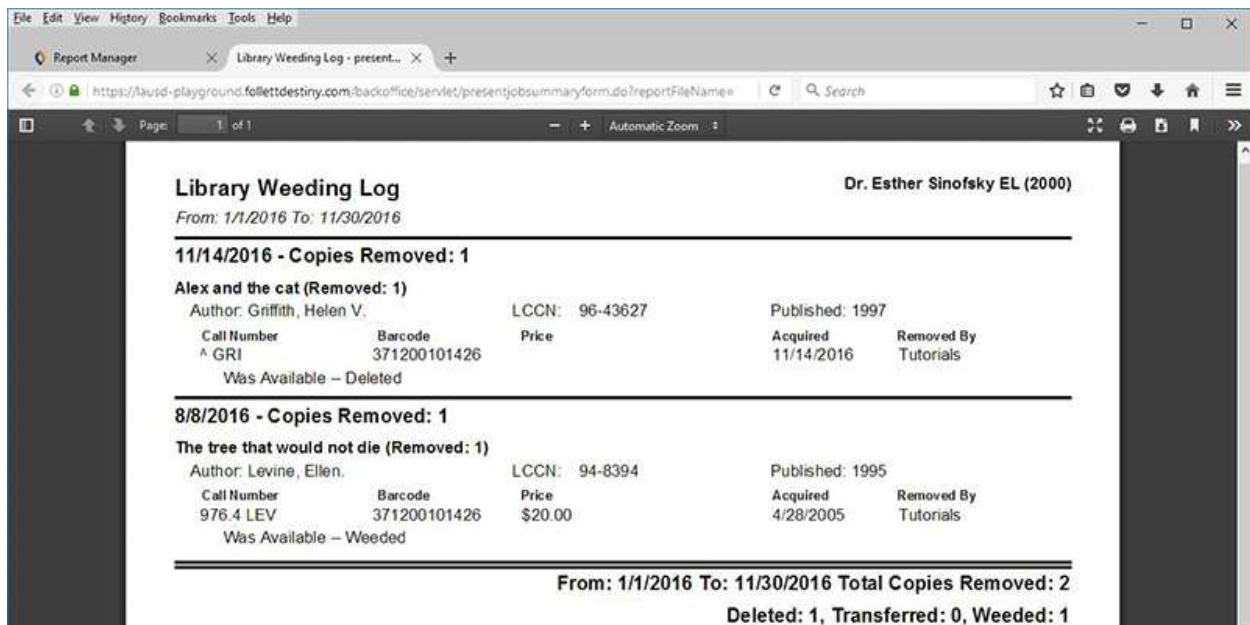 File Edit View History Bookmarks Tools Help
Report Manager Library Weeding Log - present...
https://lausd-playground.follettdestiny.com/backoffice/servlet/presentjobsummaryform.do?reportFileName= Search
Page: 1 of 1 Automatic Zoom
Library Weeding Log Dr. Esther Sinofsky EL (2000)
From: 1/1/2016 To: 11/30/2016
11/14/2016 - Copies Removed: 1
Alex and the cat (Removed: 1)
Author: Griffith, Helen V. LCCN: 96-43627 Published: 1997
Call Number Barcode Price Acquired Removed By
^ GRI 371200101426 11/14/2016 Tutorials
Was Available – Deleted
8/8/2016 - Copies Removed: 1
The tree that would not die (Removed: 1)
Author: Levine, Ellen. LCCN: 94-8394 Published: 1995
Call Number Barcode Price Acquired Removed By
976.4 LEV 371200101426 $20.00 4/28/2005 Tutorials
Was Available – Weeded
From: 1/1/2016 To: 11/30/2016 Total Copies Removed: 2
Deleted: 1, Transferred: 0, Weeded: 1